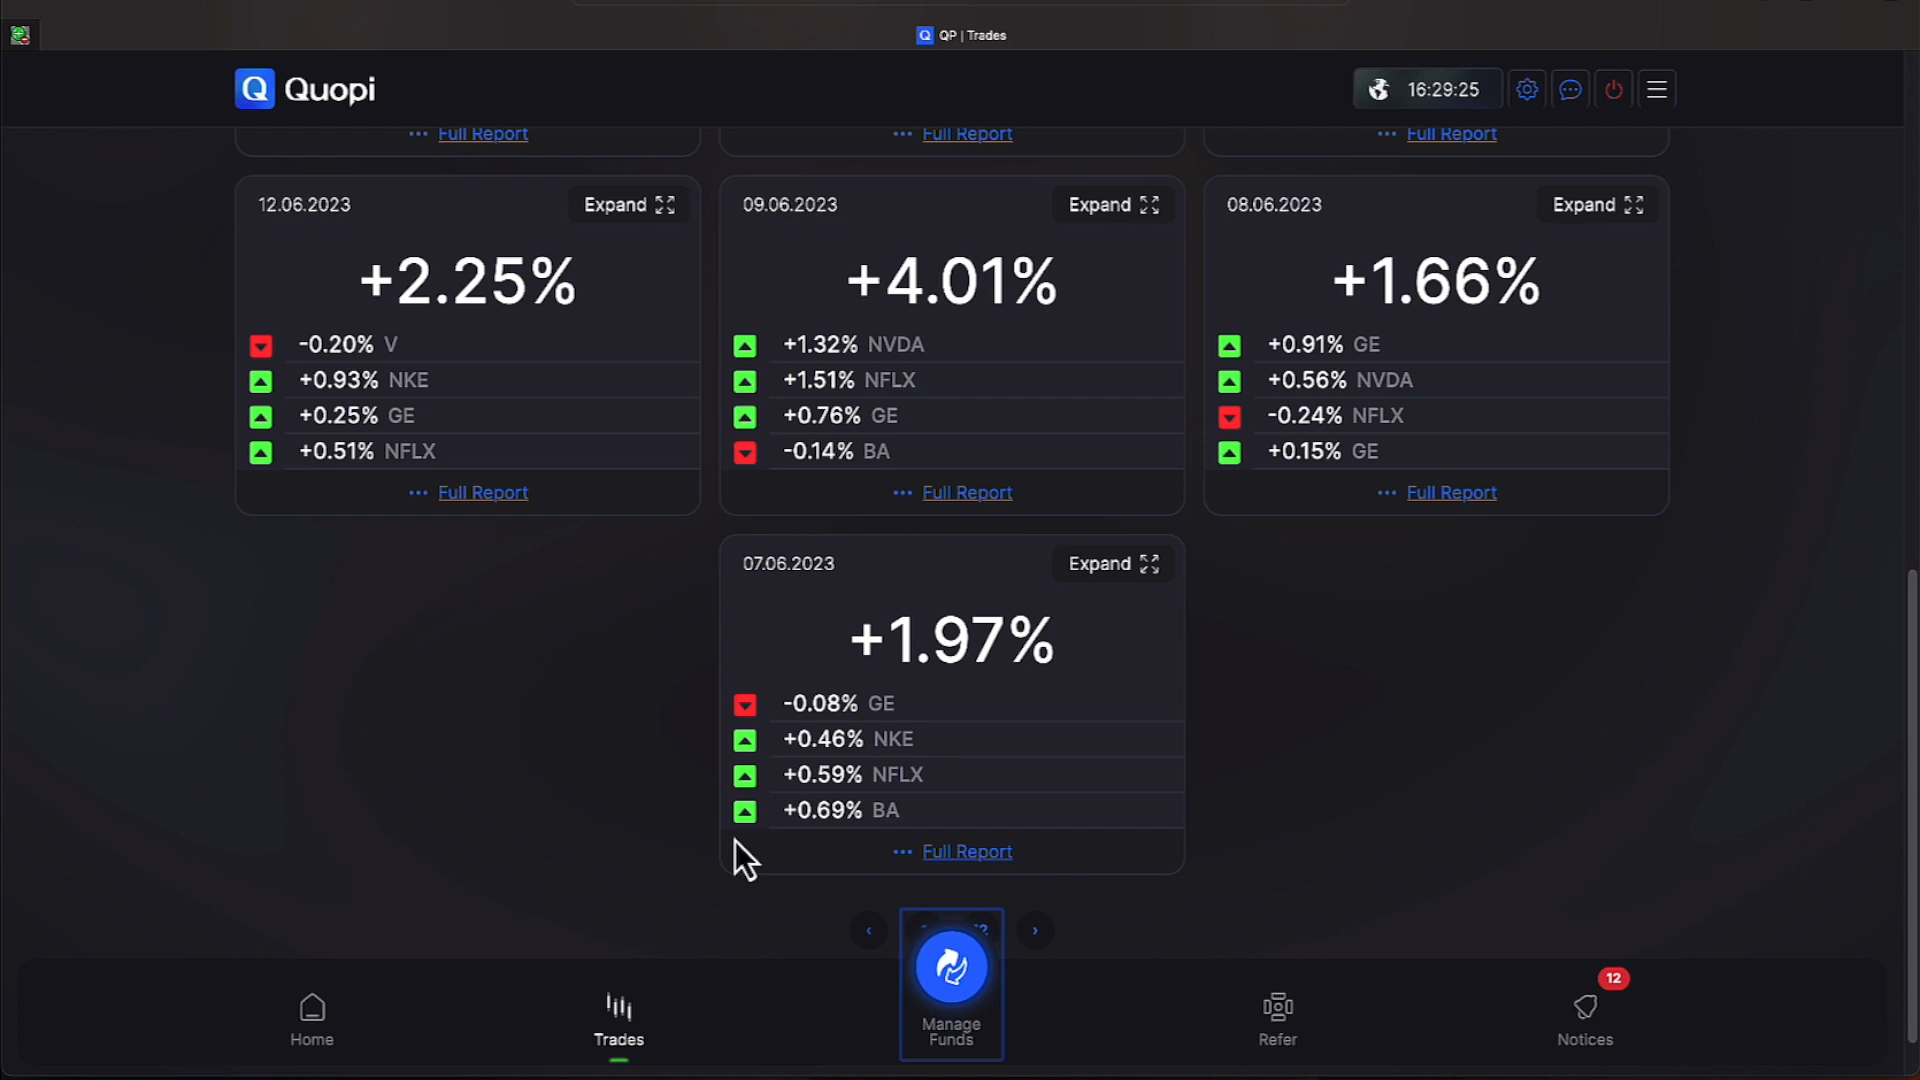 QP | Trades
Quopi
16:29:25
••• Full Report
••• Full Report
••• Full Report
12.06.2023
Expand
+2.25%
-0.20% V
+0.93% NKE
+0.25% GE
+0.51% NFLX
••• Full Report
09.06.2023
Expand
+4.01%
+1.32% NVDA
+1.51% NFLX
+0.76% GE
-0.14% BA
••• Full Report
08.06.2023
Expand
+1.66%
+0.91% GE
+0.56% NVDA
-0.24% NFLX
+0.15% GE
••• Full Report
07.06.2023
Expand
+1.97%
-0.08% GE
+0.46% NKE
+0.59% NFLX
+0.69% BA
••• Full Report
‹ ›
Home
Trades
Manage
Funds
Refer
12
Notices